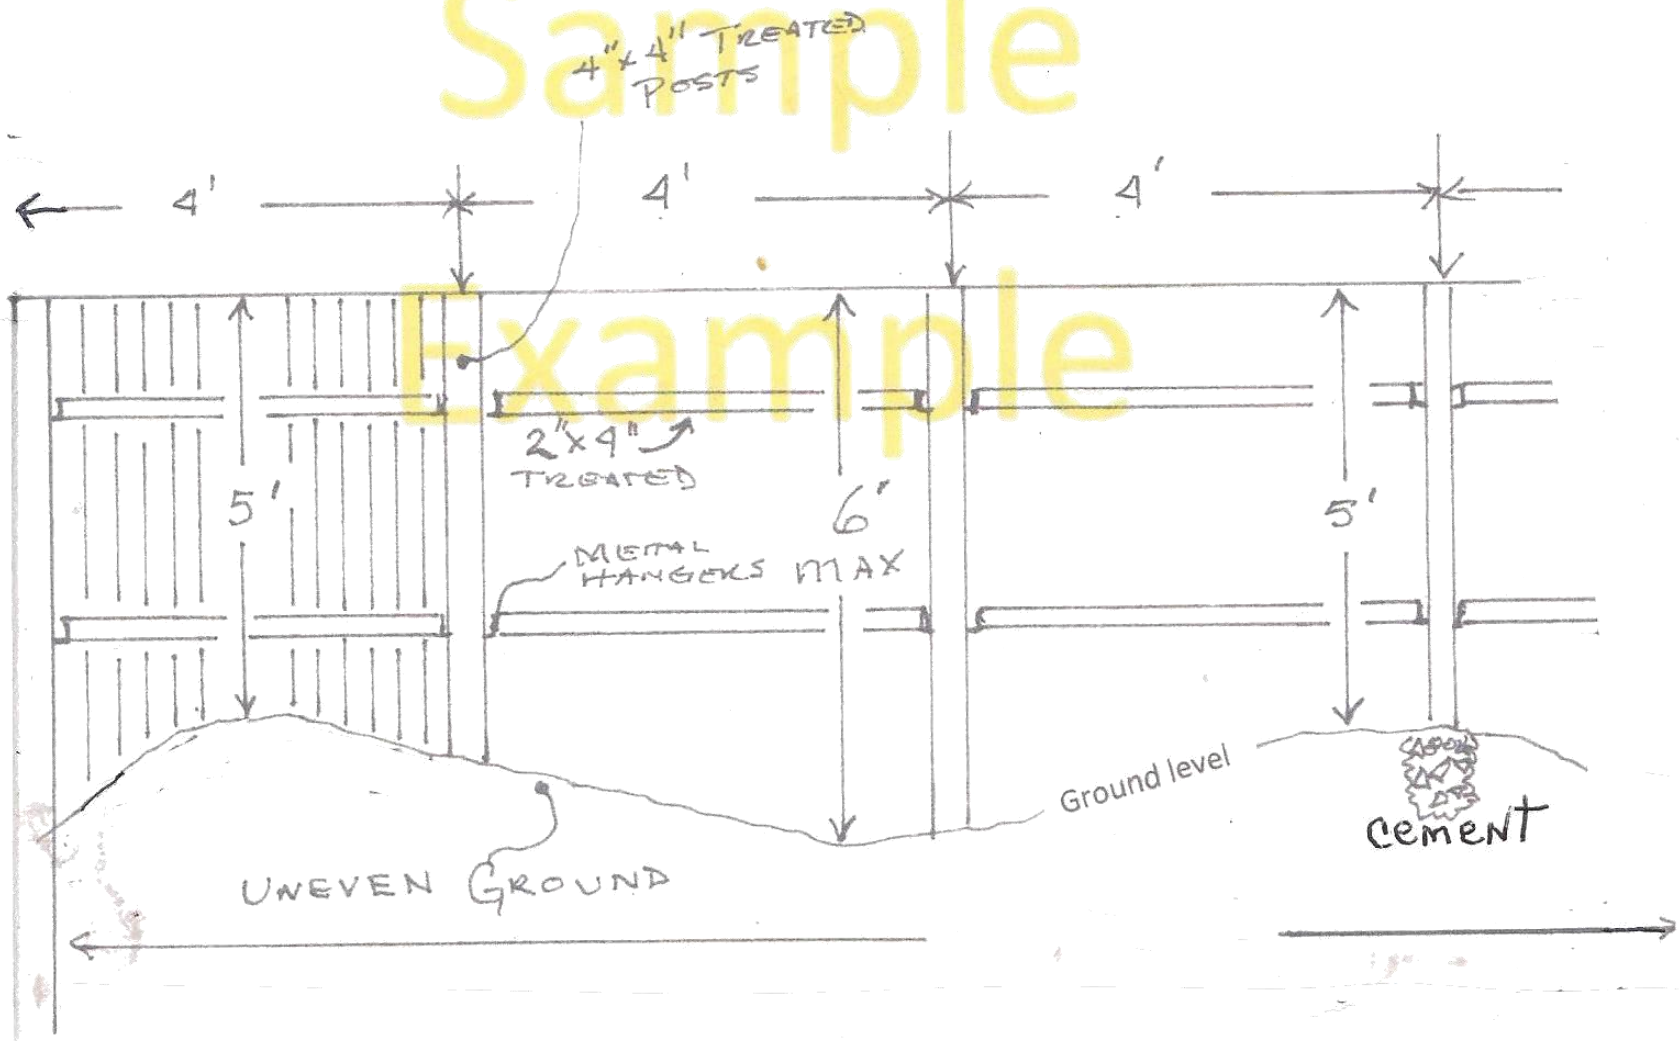 Sample
4"x4" TREATED
POSTS
4' 4' 4'
Example
2"x4"
TREATED
5' 6' 5'
METAL
HANGERS MAX
Ground level
CEMENT
UNEVEN GROUND